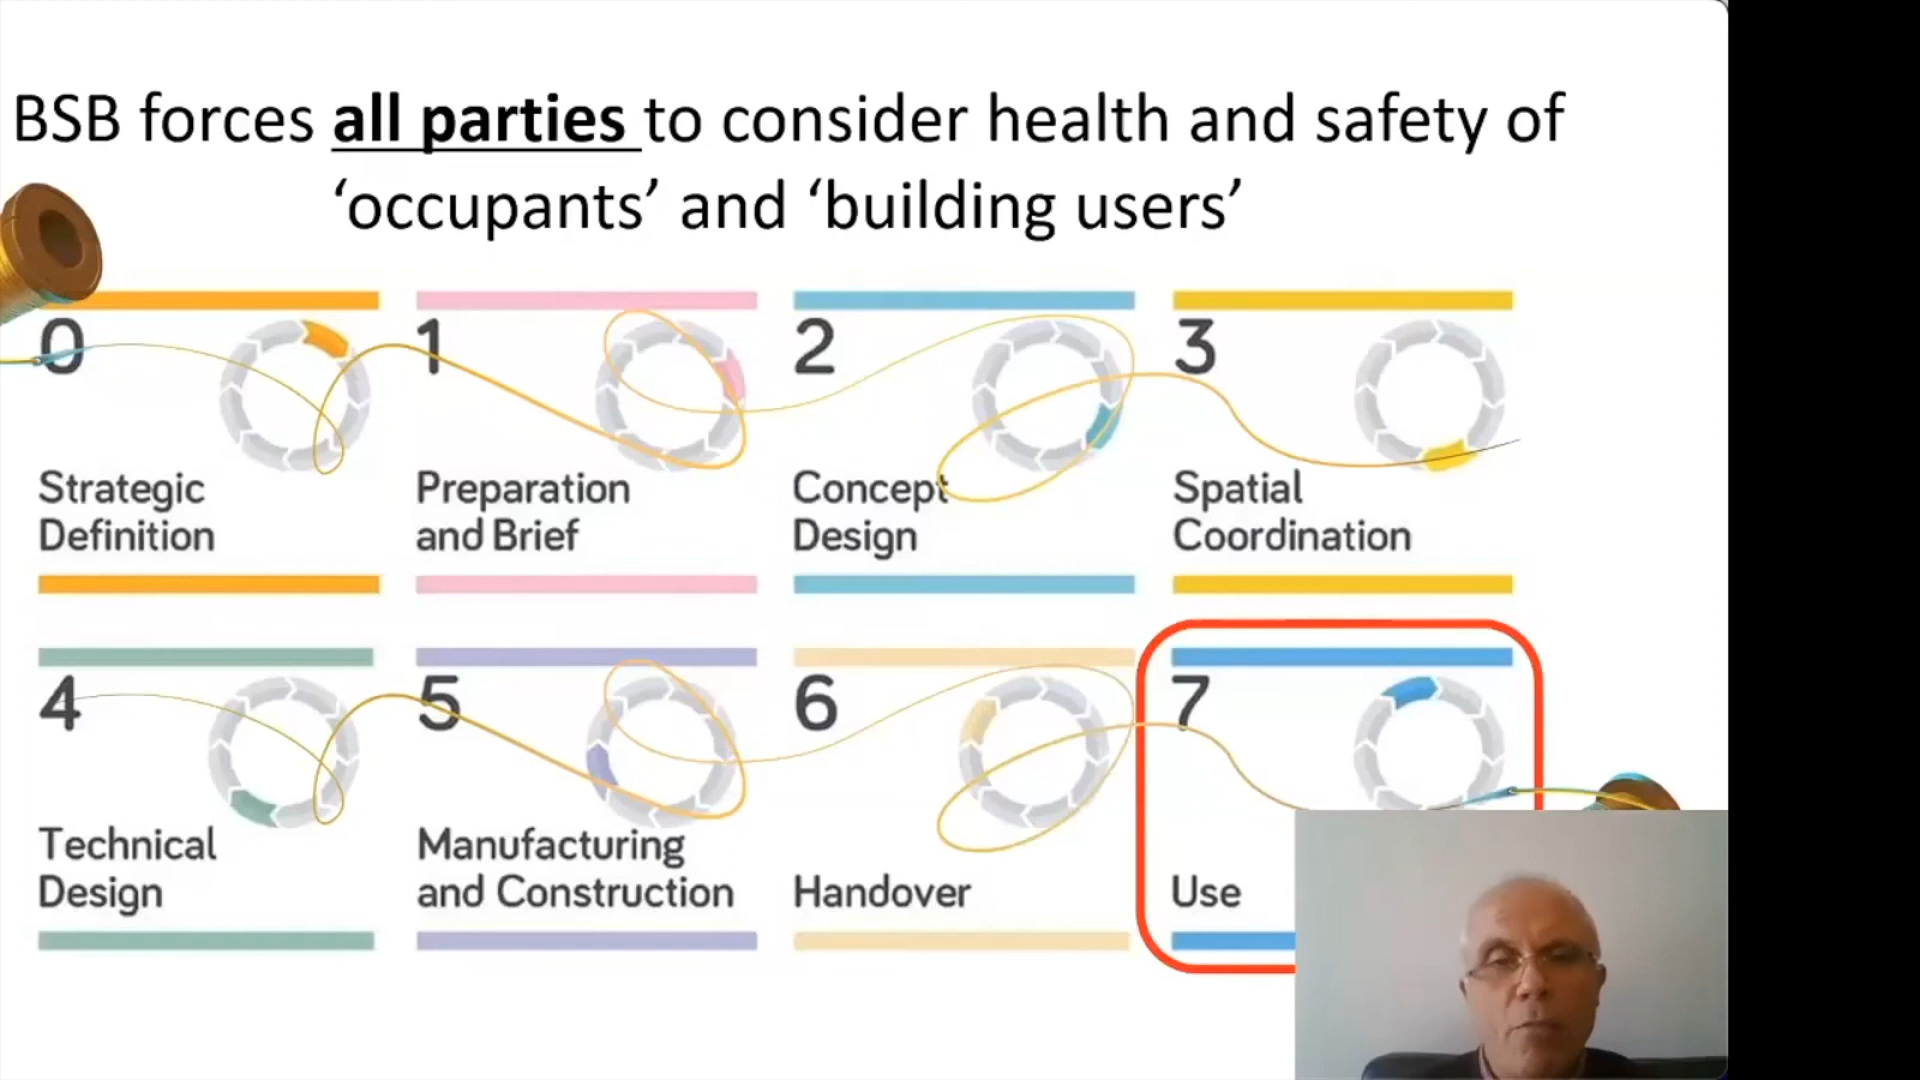 BSB forces all parties to consider health and safety of
‘occupants’ and ‘building users’
0
Strategic
Definition
1
Preparation
and Brief
2
Concept
Design
3
Spatial
Coordination
4
Technical
Design
5
Manufacturing
and Construction
6
Handover
7
Use